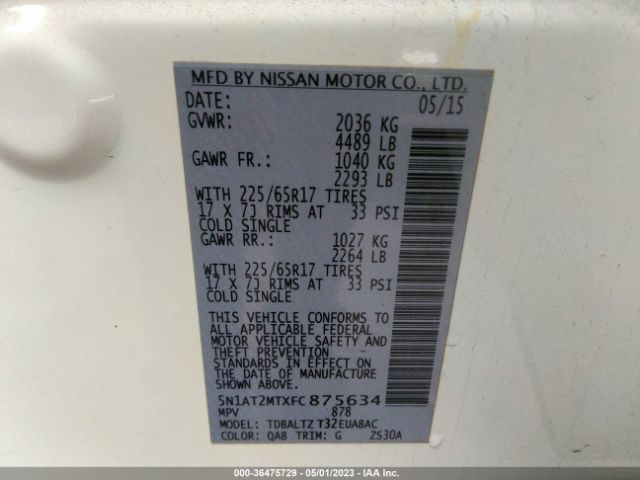 MFD BY NISSAN MOTOR CO., LTD.
DATE: 05/15
GVWR: 2036 KG
4489 LB
GAWR FR.: 1040 KG
2293 LB
WITH 225/65R17 TIRES
17 X 7J RIMS AT 33 PSI
COLD SINGLE
GAWR RR.: 1027 KG
2264 LB
WITH 225/65R17 TIRES
17 X 7J RIMS AT 33 PSI
COLD SINGLE
THIS VEHICLE CONFORMS TO
ALL APPLICABLE FEDERAL
MOTOR VEHICLE SAFETY AND
THEFT PREVENTION
STANDARDS IN EFFECT ON
THE DATE OF MANUFACTURE
SHOWN ABOVE.
5N1AT2MTXFC875634
MPV 878
MODEL: TDBALTZ T32EUABAC
COLOR: QAB TRIM: G ZS30A
000-36475729 - 05/01/2023 - IAA Inc.